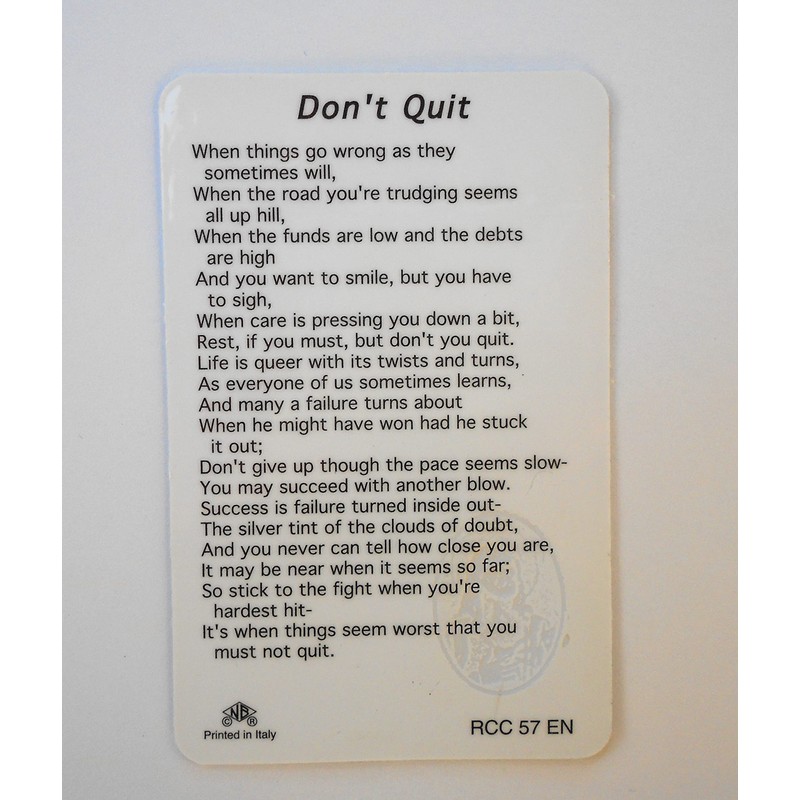 Don't Quit
When things go wrong as they
sometimes will,
When the road you're trudging seems
all up hill,
When the funds are low and the debts
are high
And you want to smile, but you have
to sigh,
When care is pressing you down a bit,
Rest, if you must, but don't you quit.
Life is queer with its twists and turns,
As everyone of us sometimes learns,
And many a failure turns about
When he might have won had he stuck
it out;
Don't give up though the pace seems slow-
You may succeed with another blow.
Success is failure turned inside out-
The silver tint of the clouds of doubt,
And you never can tell how close you are,
It may be near when it seems so far;
So stick to the fight when you're
hardest hit-
It's when things seem worst that you
must not quit.
NB
C R
Printed in Italy
RCC 57 EN